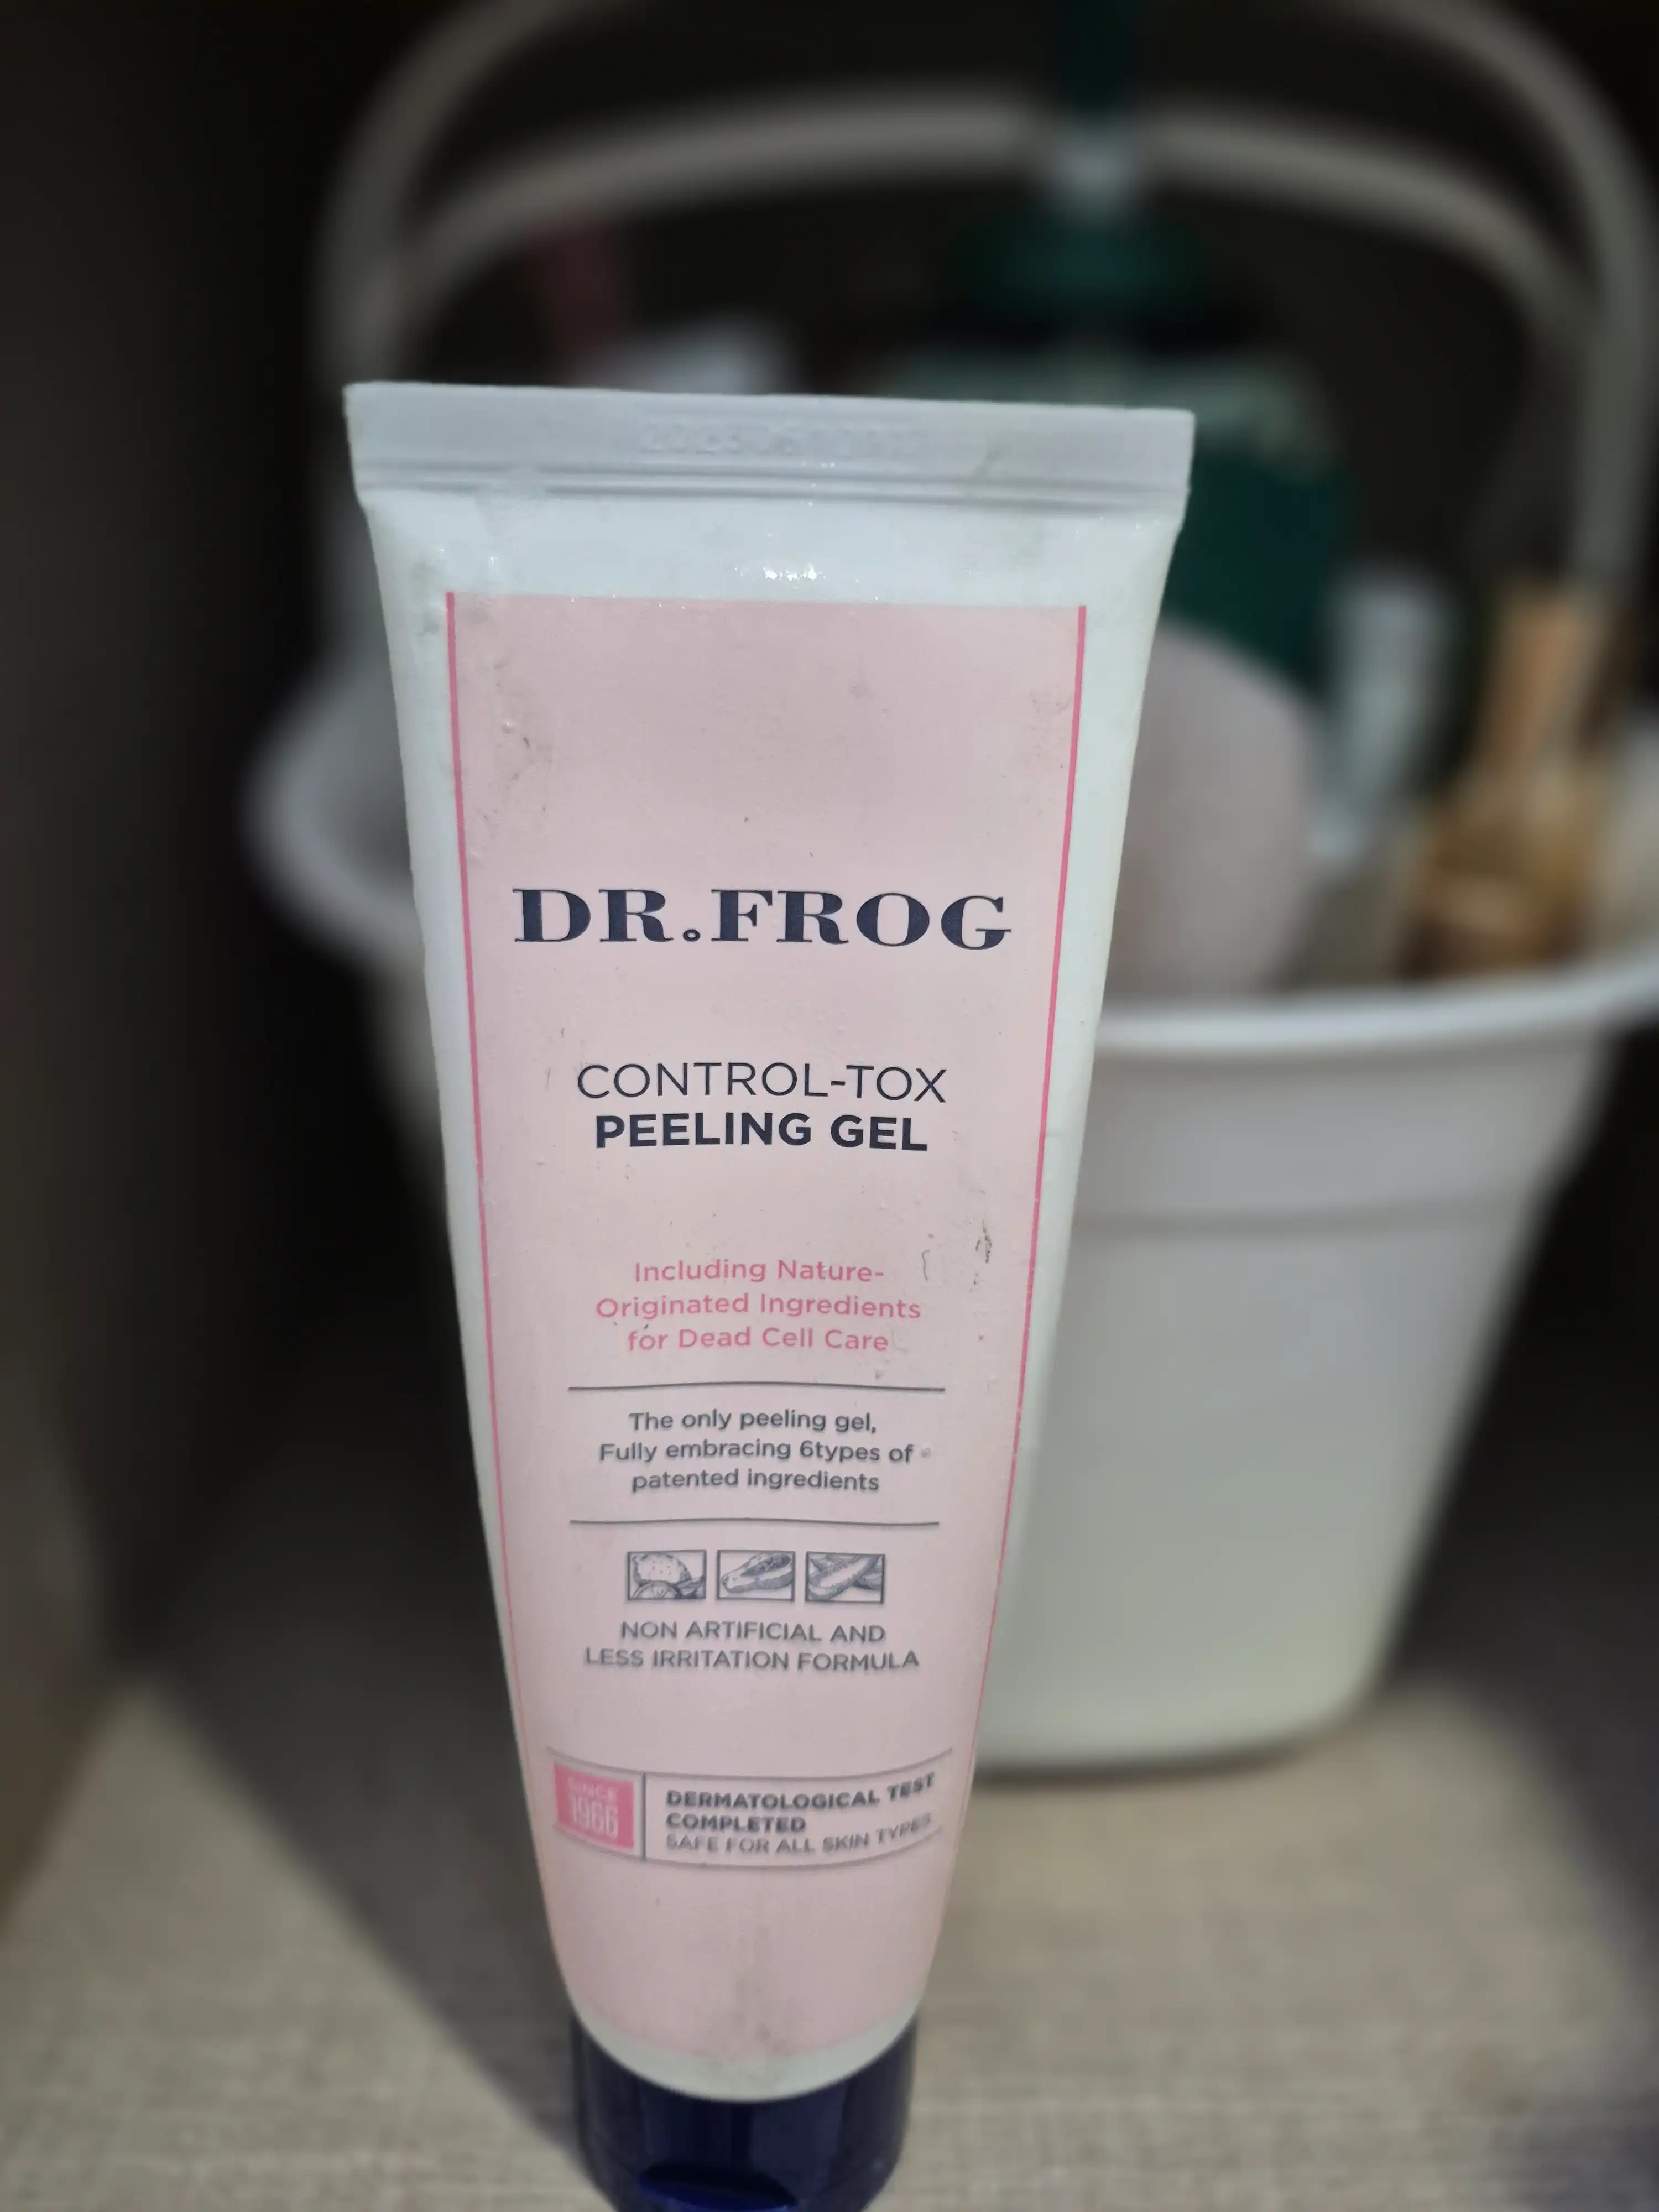 DR.FROG
CONTROL-TOX
PEELING GEL
Including Nature-
Originated Ingredients
for Dead Cell Care
The only peeling gel,
Fully embracing 6types of
patented ingredients
NON ARTIFICIAL AND
LESS IRRITATION FORMULA
SINCE
1966
DERMATOLOGICAL TEST
COMPLETED
SAFE FOR ALL SKIN TYPES